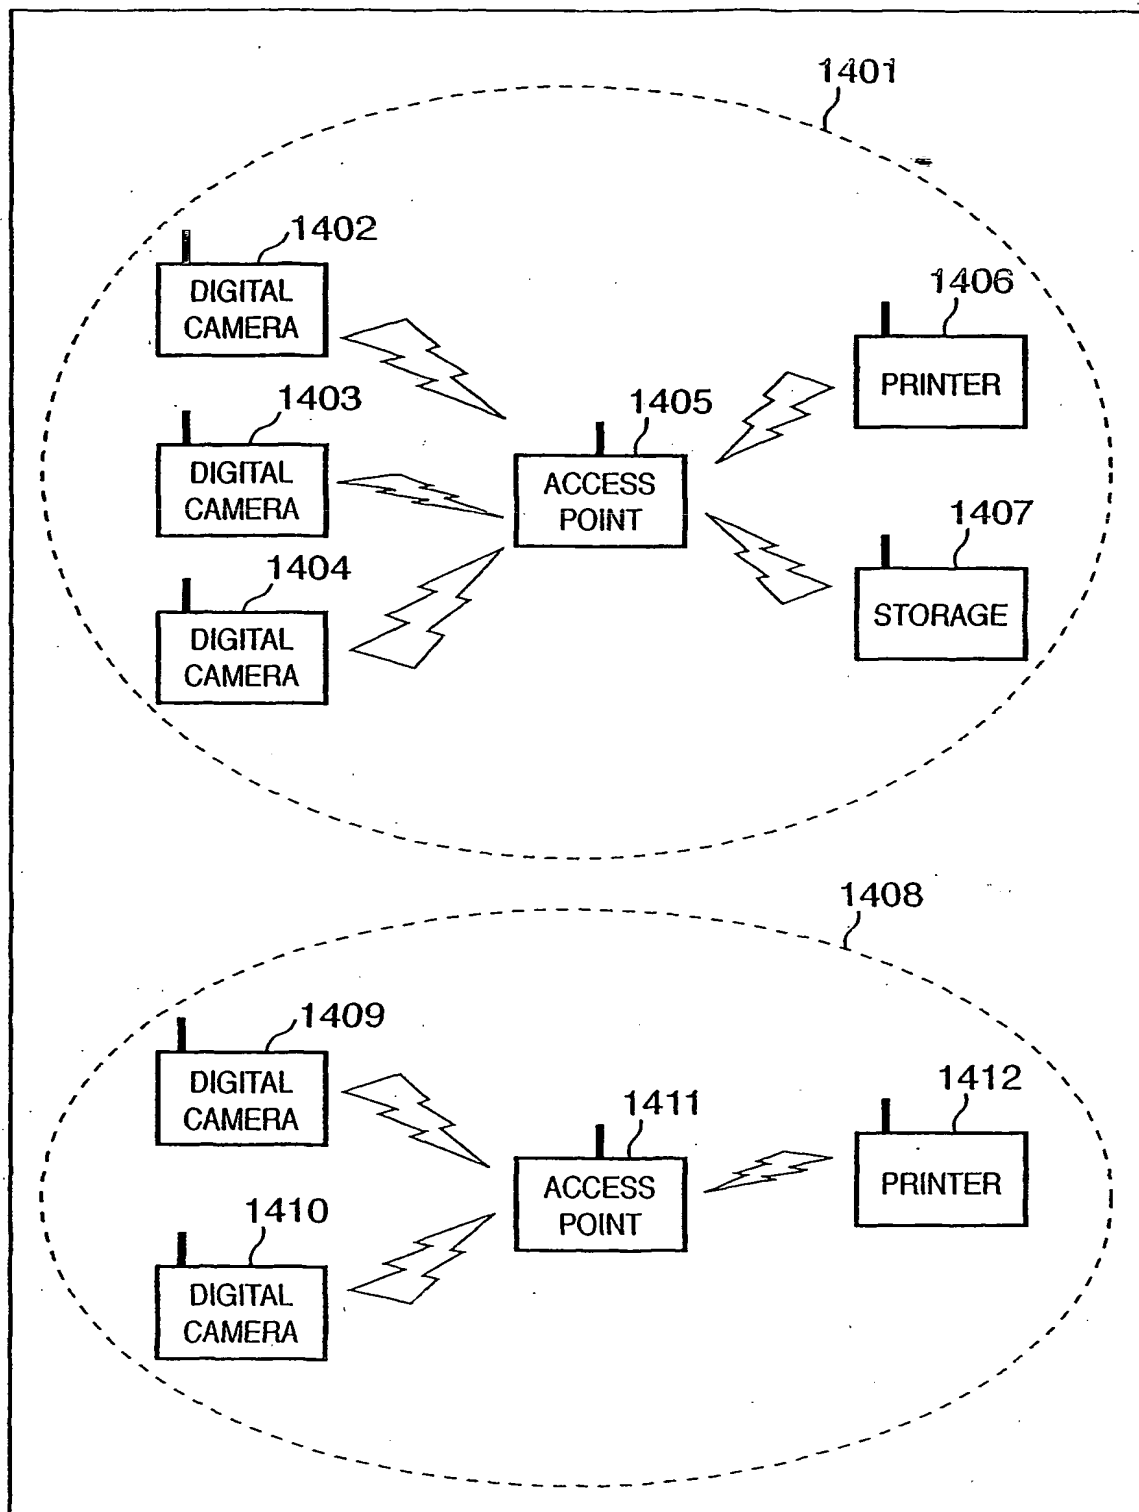 1401
1402
DIGITAL
CAMERA
1406
PRINTER
1403
DIGITAL
CAMERA
1405
ACCESS
POINT
1407
STORAGE
1404
DIGITAL
CAMERA
1408
1409
DIGITAL
CAMERA
1411
ACCESS
POINT
1412
PRINTER
1410
DIGITAL
CAMERA